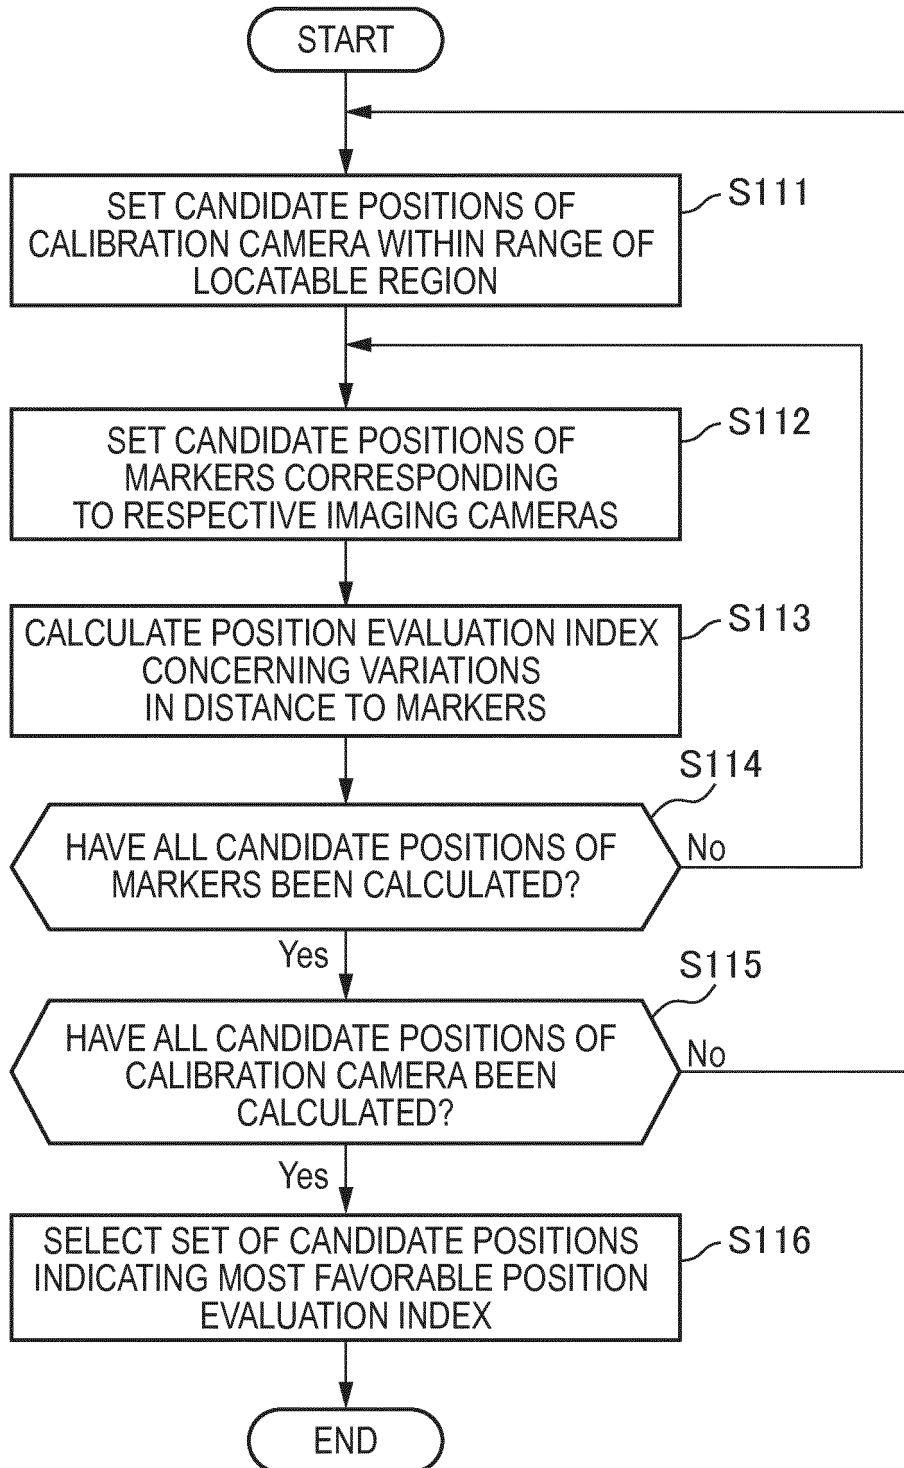 START
S111
SET CANDIDATE POSITIONS OF
CALIBRATION CAMERA WITHIN RANGE OF
LOCATABLE REGION
S112
SET CANDIDATE POSITIONS OF
MARKERS CORRESPONDING
TO RESPECTIVE IMAGING CAMERAS
S113
CALCULATE POSITION EVALUATION INDEX
CONCERNING VARIATIONS
IN DISTANCE TO MARKERS
S114
HAVE ALL CANDIDATE POSITIONS OF
MARKERS BEEN CALCULATED?
No
Yes
S115
HAVE ALL CANDIDATE POSITIONS OF
CALIBRATION CAMERA BEEN
CALCULATED?
No
Yes
S116
SELECT SET OF CANDIDATE POSITIONS
INDICATING MOST FAVORABLE POSITION
EVALUATION INDEX
END